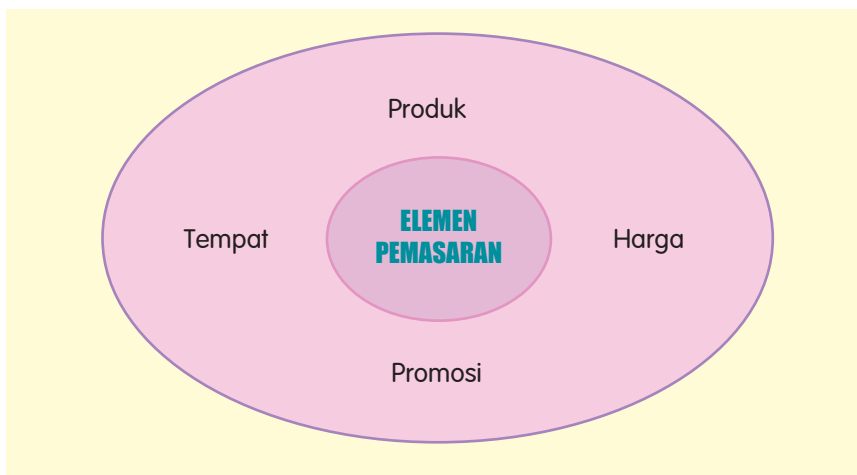 Produk
Tempat
ELEMEN
PEMASARAN
Harga
Promosi